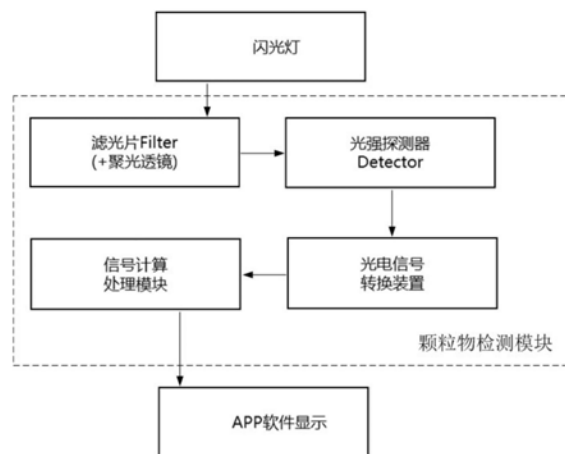 闪光灯
滤光片Filter
(+聚光透镜)
光强探测器
Detector
信号计算
处理模块
光电信号
转换装置
颗粒物检测模块
APP软件显示